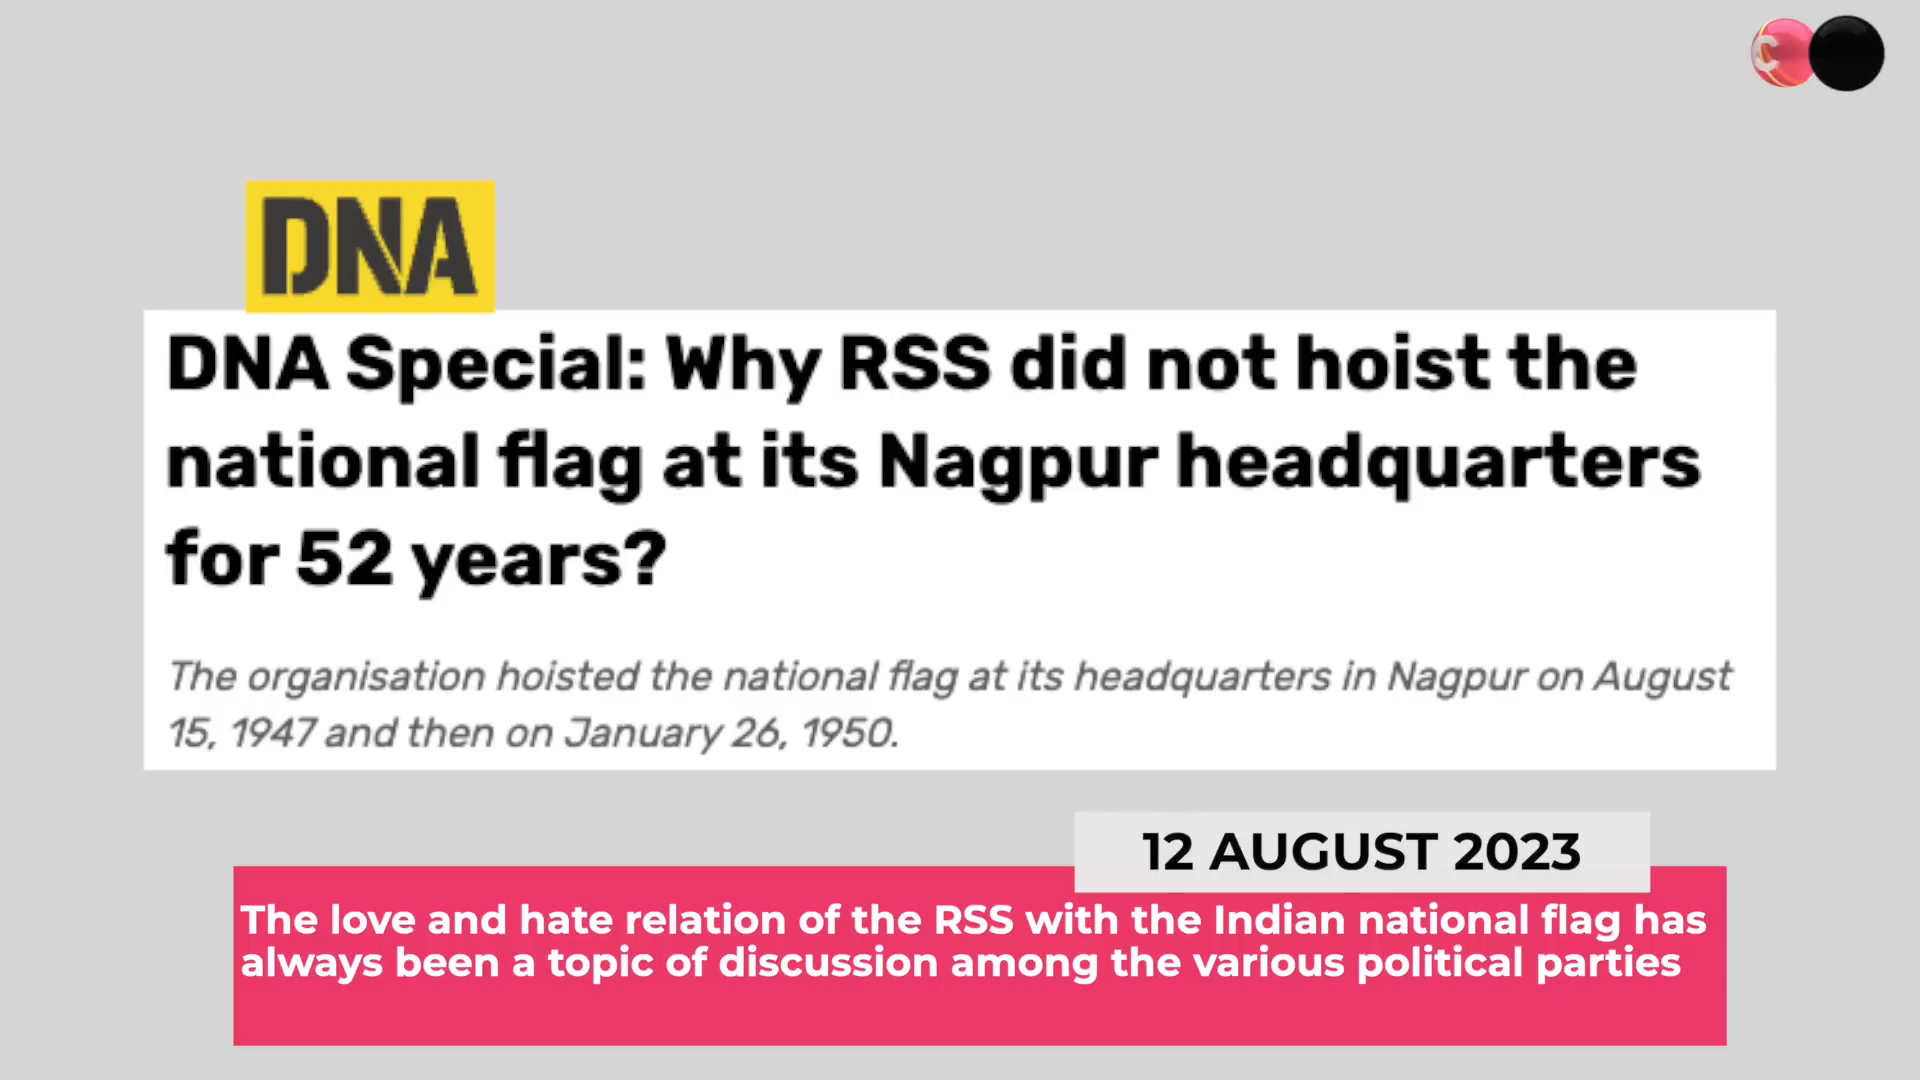 C
DNA
DNA Special: Why RSS did not hoist the
national flag at its Nagpur headquarters
for 52 years?
The organisation hoisted the national flag at its headquarters in Nagpur on August
15, 1947 and then on January 26, 1950.
12 AUGUST 2023
The love and hate relation of the RSS with the Indian national flag has
always been a topic of discussion among the various political parties